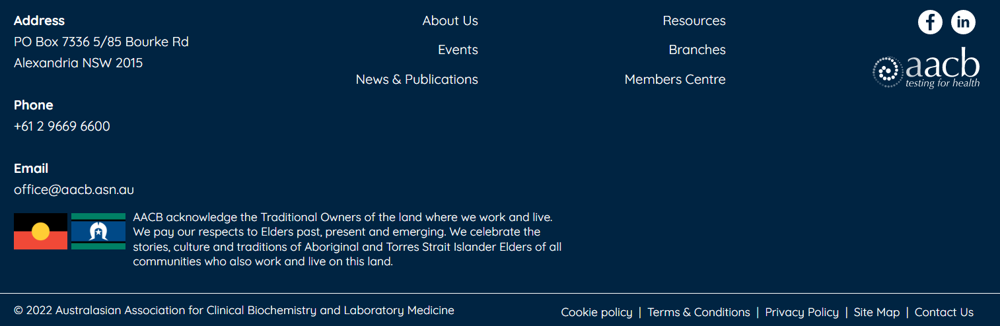 Address
PO Box 7336 5/85 Bourke Rd
Alexandria NSW 2015
Phone
+61 2 9669 6600
Email
office@aacb.asn.au
About Us
Events
News & Publications
Resources
Branches
Members Centre
f
in
aacb
testing for health
AACB acknowledge the Traditional Owners of the land where we work and live.
We pay our respects to Elders past, present and emerging. We celebrate the
stories, culture and traditions of Aboriginal and Torres Strait Islander Elders of all
communities who also work and live on this land.
© 2022 Australasian Association for Clinical Biochemistry and Laboratory Medicine
Cookie policy | Terms & Conditions | Privacy Policy | Site Map | Contact Us